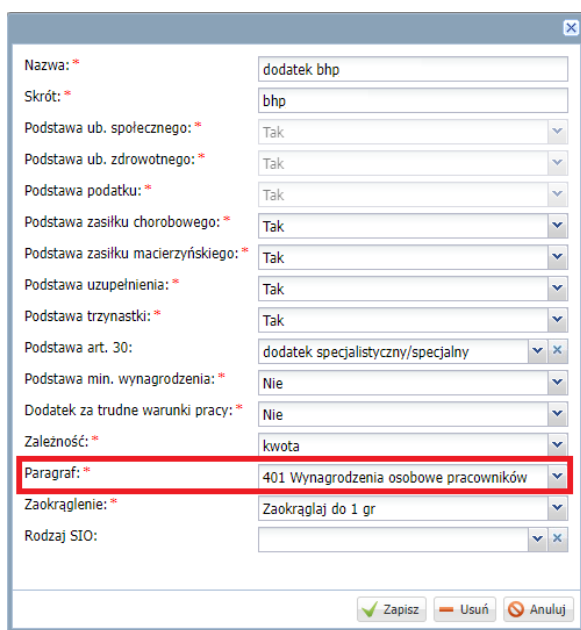 Nazwa: * dodatek bhp
Skrót: * bhp
Podstawa ub. społecznego: * Tak
Podstawa ub. zdrowotnego: * Tak
Podstawa podatku: * Tak
Podstawa zasiłku chorobowego: * Tak
Podstawa zasiłku macierzyńskiego: * Tak
Podstawa uzupełnienia: * Tak
Podstawa trzynastki: * Tak
Podstawa art. 30: dodatek specjalistyczny/specjalny
Podstawa min. wynagrodzenia: * Nie
Dodatek za trudne warunki pracy: * Nie
Zależność: * kwota
Paragraf: * 401 Wynagrodzenia osobowe pracowników
Zaokrąglenie: * Zaokrąglaj do 1 gr
Rodzaj SIO:
Zapisz Usuń Anuluj